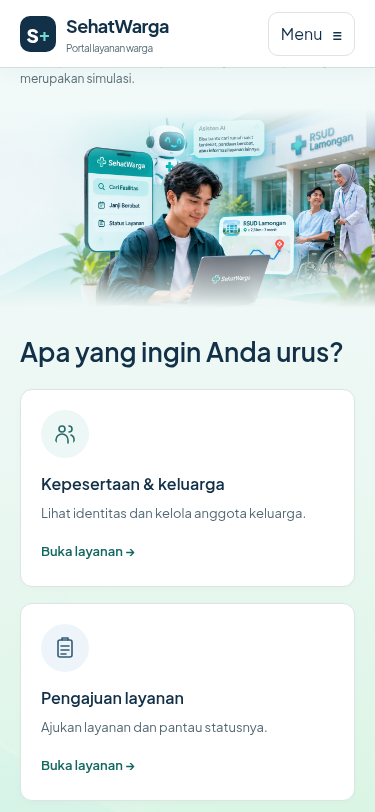 S+
SehatWarga
Portal layanan warga
Menu
merupakan simulasi.
Asisten AI
RSUD
Lamongan
SehatWarga
Cari Fasilitas
Janji Berobat
Status Layanan
RSUD Lamongan
SehatWarga
Apa yang ingin Anda urus?
Kepesertaan & keluarga
Lihat identitas dan kelola anggota keluarga.
Buka layanan →
Pengajuan layanan
Ajukan layanan dan pantau statusnya.
Buka layanan →